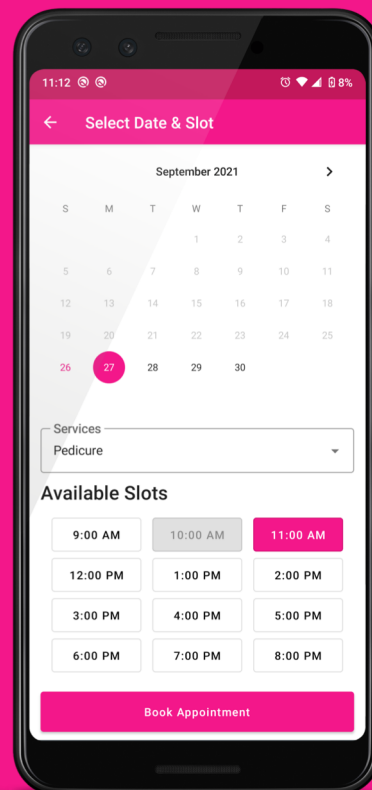 11:12 8%
Select Date & Slot
September 2021
S M T W T F S
1 2 3 4
5 6 7 8 9 10 11
12 13 14 15 16 17 18
19 20 21 22 23 24 25
26 27 28 29 30
Services
Pedicure
Available Slots
9:00 AM 10:00 AM 11:00 AM
12:00 PM 1:00 PM 2:00 PM
3:00 PM 4:00 PM 5:00 PM
6:00 PM 7:00 PM 8:00 PM
Book Appointment